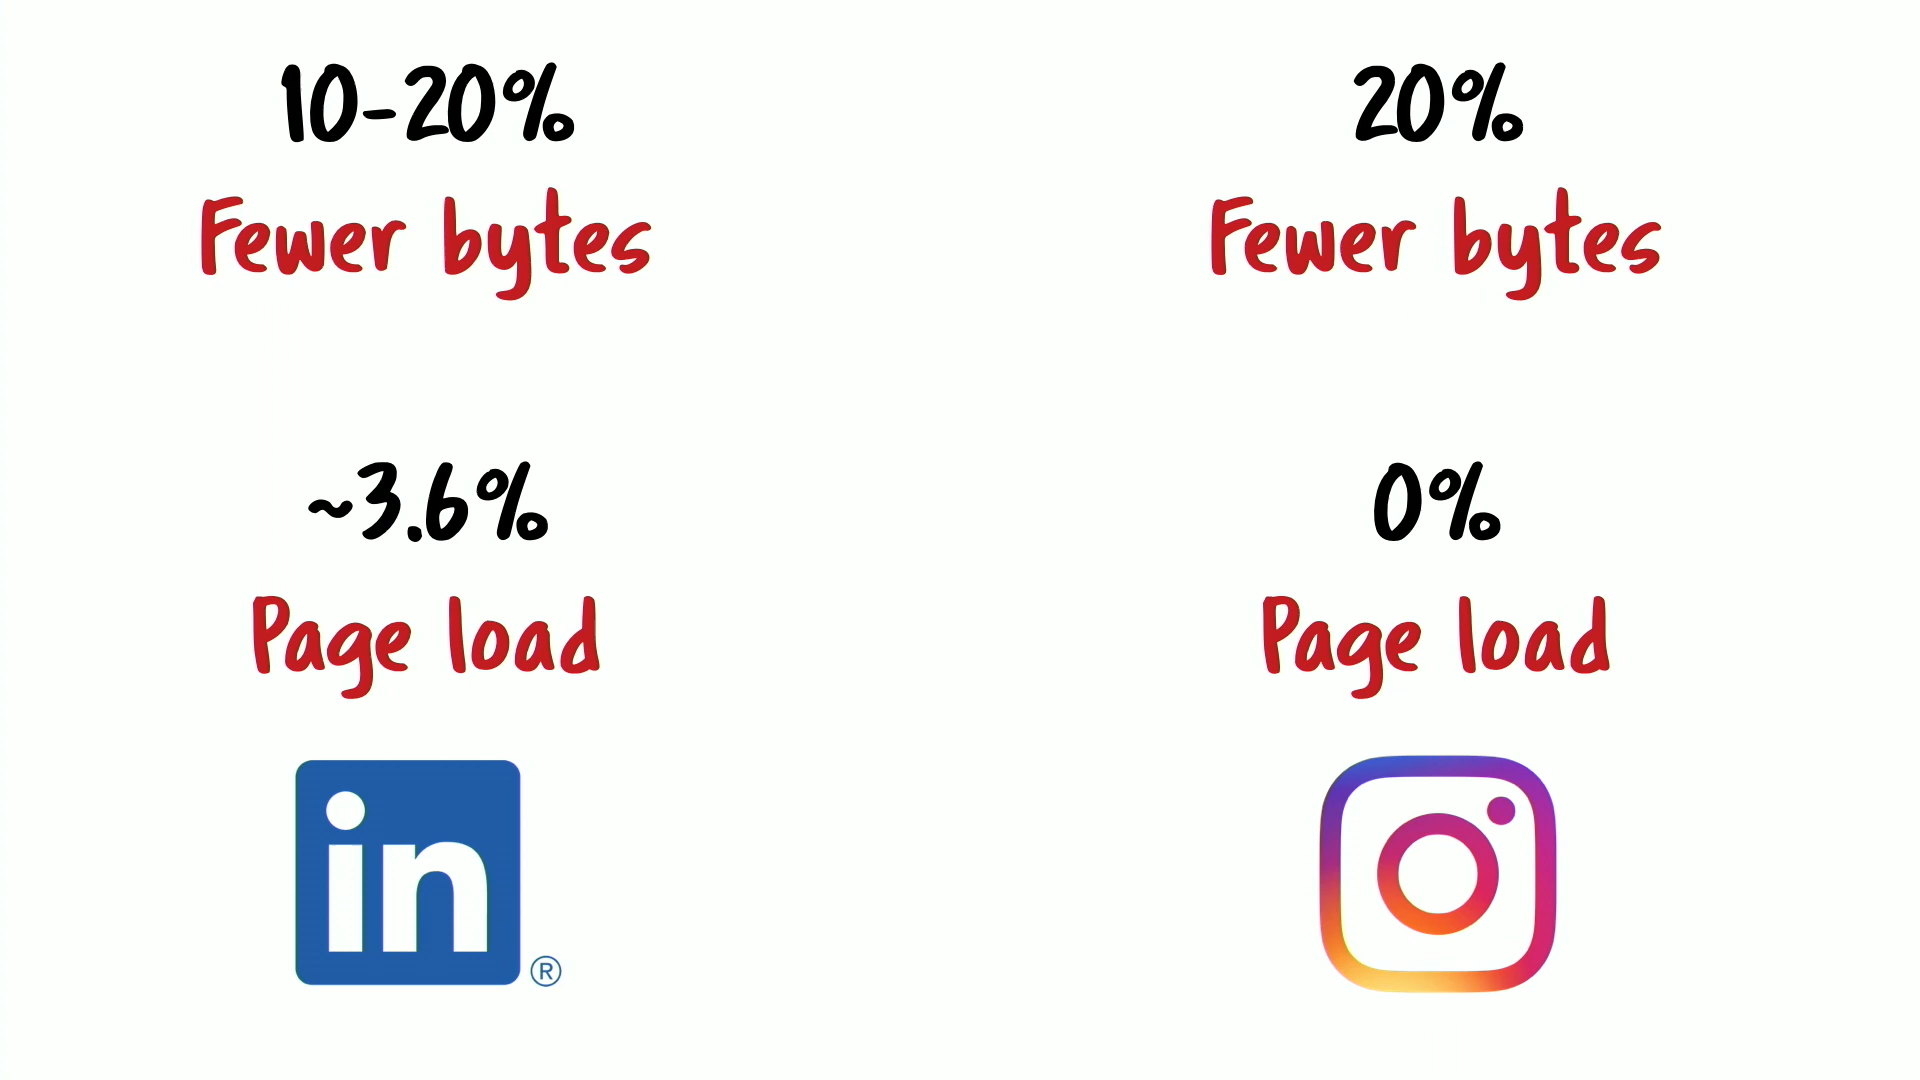 10-20%
Fewer bytes
~3.6%
Page load
in ®
20%
Fewer bytes
0%
Page load